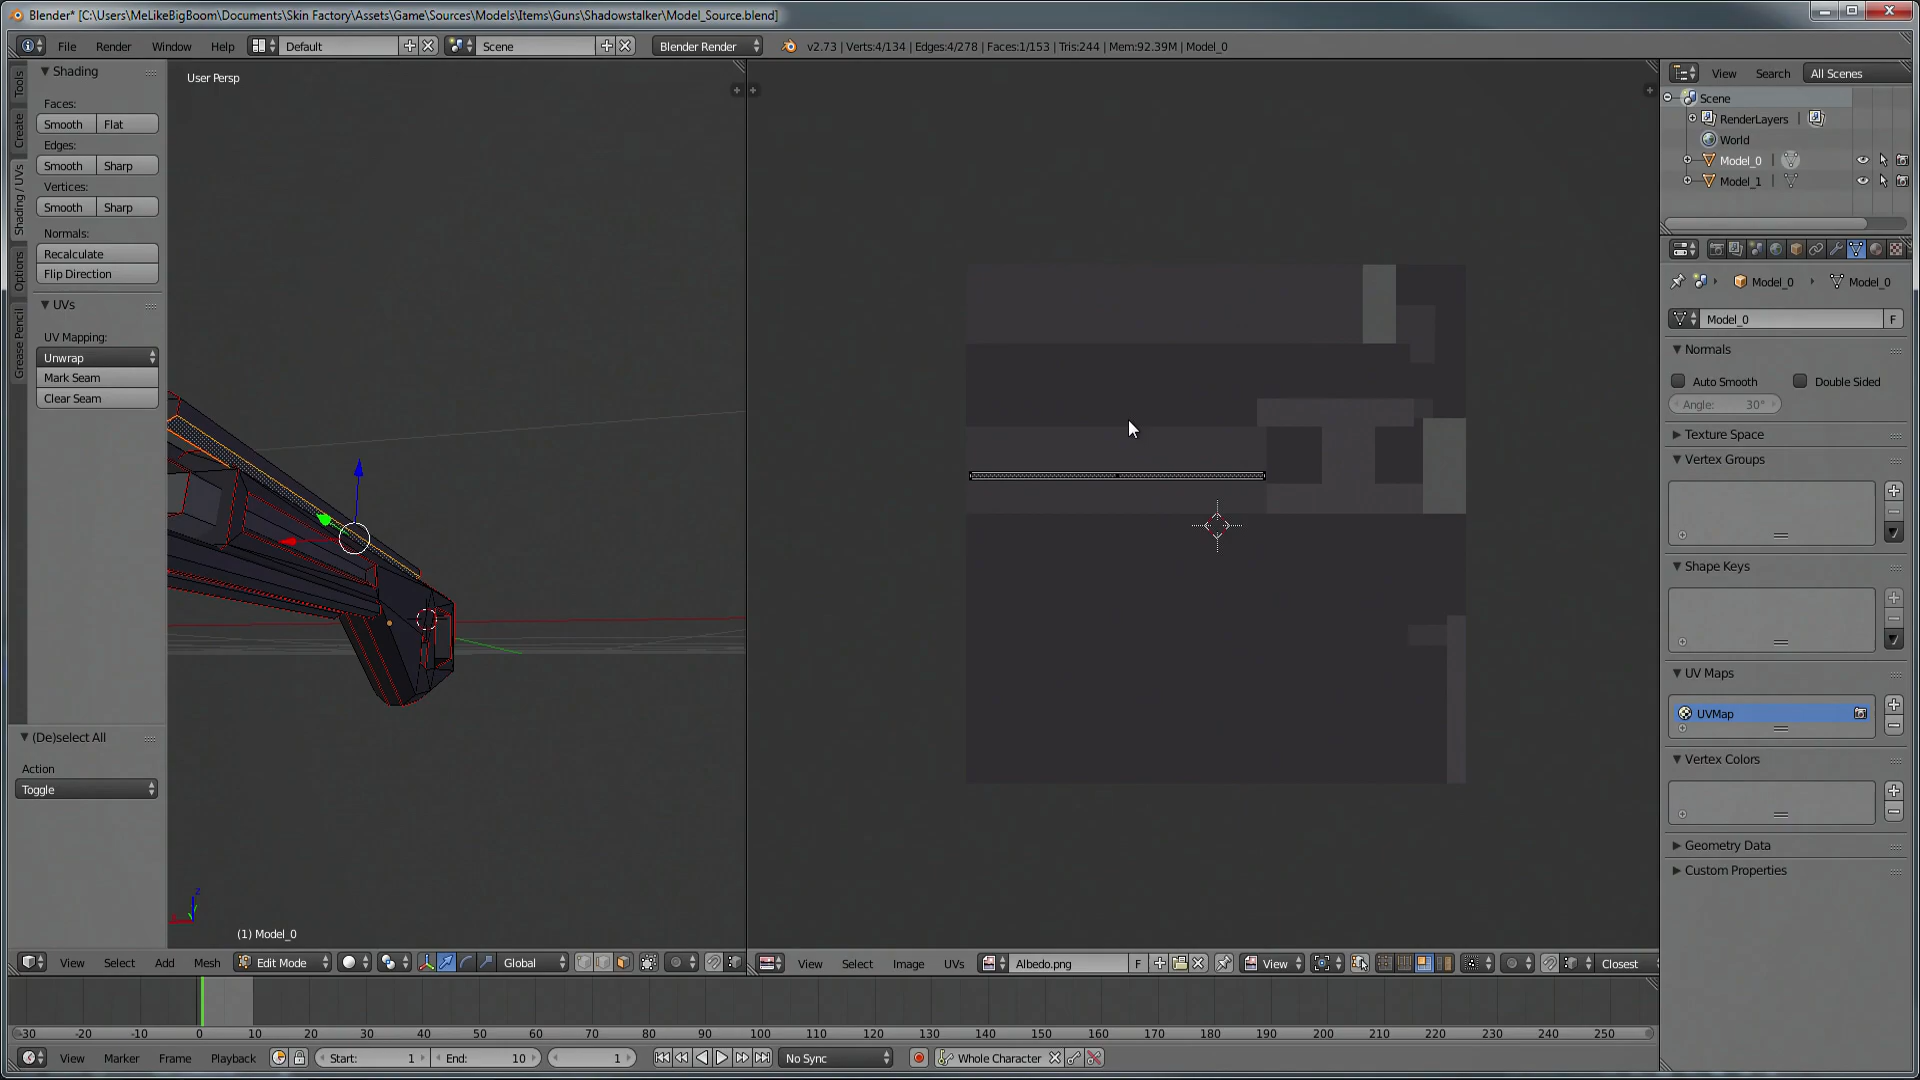 Blender* [C:\Users\MeLikeBigBoom\Documents\Skin Factory\Assets\Game\Sources\Models\Items\Guns\Shadowstalker\Model_Source.blend]
File Render Window Help Default Scene Blender Render v2.73 | Verts:4/134 | Edges:4/278 | Faces:1/153 | Tris:244 | Mem:92.39M | Model_0
Tools
Create
Shading / UVs
Options
Grease Pencil
Shading
Faces:
Smooth Flat
Edges:
Smooth Sharp
Vertices:
Smooth Sharp
Normals:
Recalculate
Flip Direction
UVs
UV Mapping:
Unwrap
Mark Seam
Clear Seam
(De)select All
Action
Toggle
User Persp
z
(1) Model_0
View Search All Scenes
Scene
RenderLayers
World
Model_0
Model_1
Model_0 Model_0
Model_0 F
Normals
Auto Smooth Double Sided
Angle: 30°
Texture Space
Vertex Groups
Shape Keys
UV Maps
UVMap
Vertex Colors
Geometry Data
Custom Properties
View Select Add Mesh Edit Mode Global
View Select Image UVs Albedo.png F View Closest
-30 -20 -10 0 10 20 30 40 50 60 70 80 90 100 110 120 130 140 150 160 170 180 190 200 210 220 230 240 250
View Marker Frame Playback Start: 1 End: 10 1 No Sync Whole Character